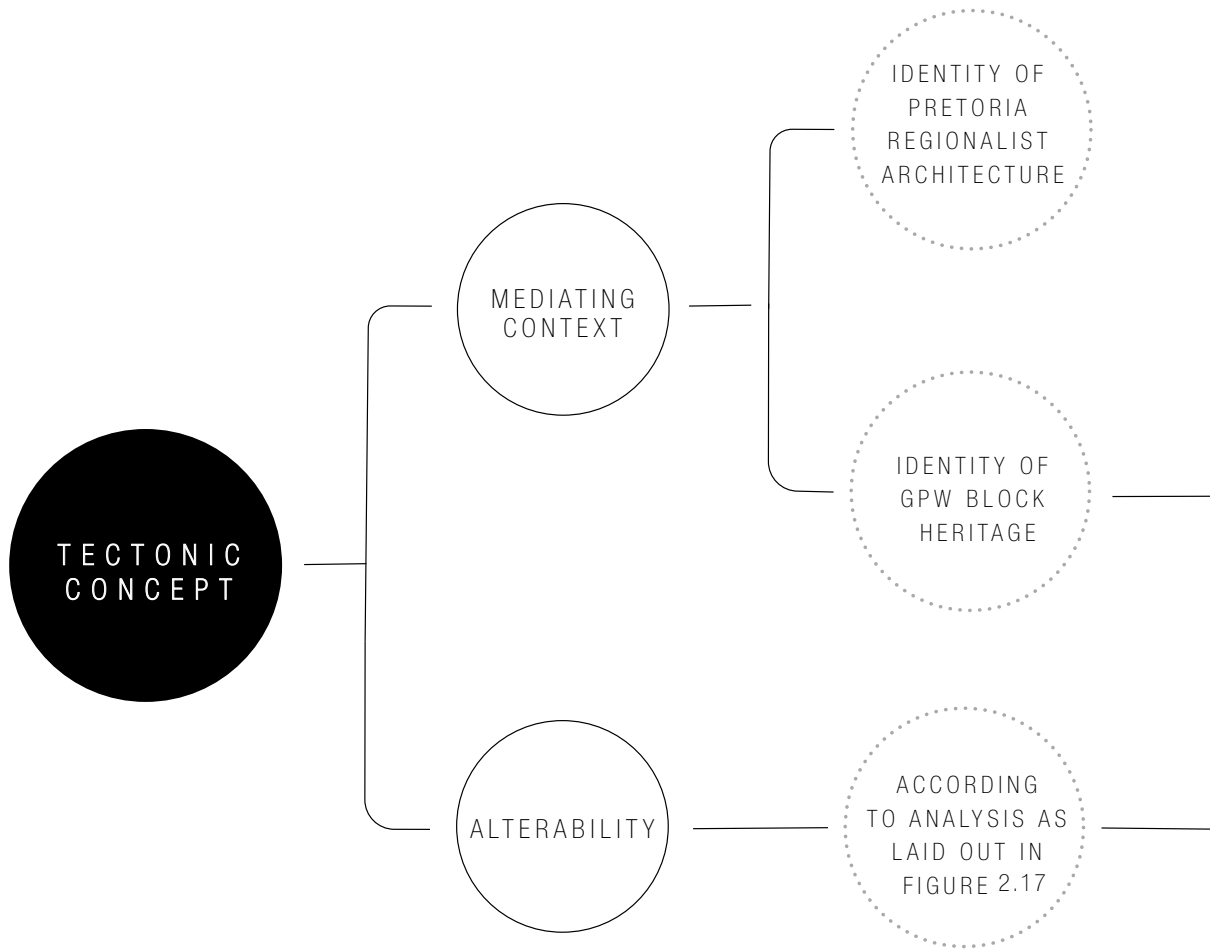 IDENTITY OF
PRETORIA
REGIONALIST
ARCHITECTURE
MEDIATING
CONTEXT
IDENTITY OF
GPW BLOCK
HERITAGE
TECTONIC
CONCEPT
ALTERABILITY
ACCORDING
TO ANALYSIS AS
LAID OUT IN
FIGURE 2.17